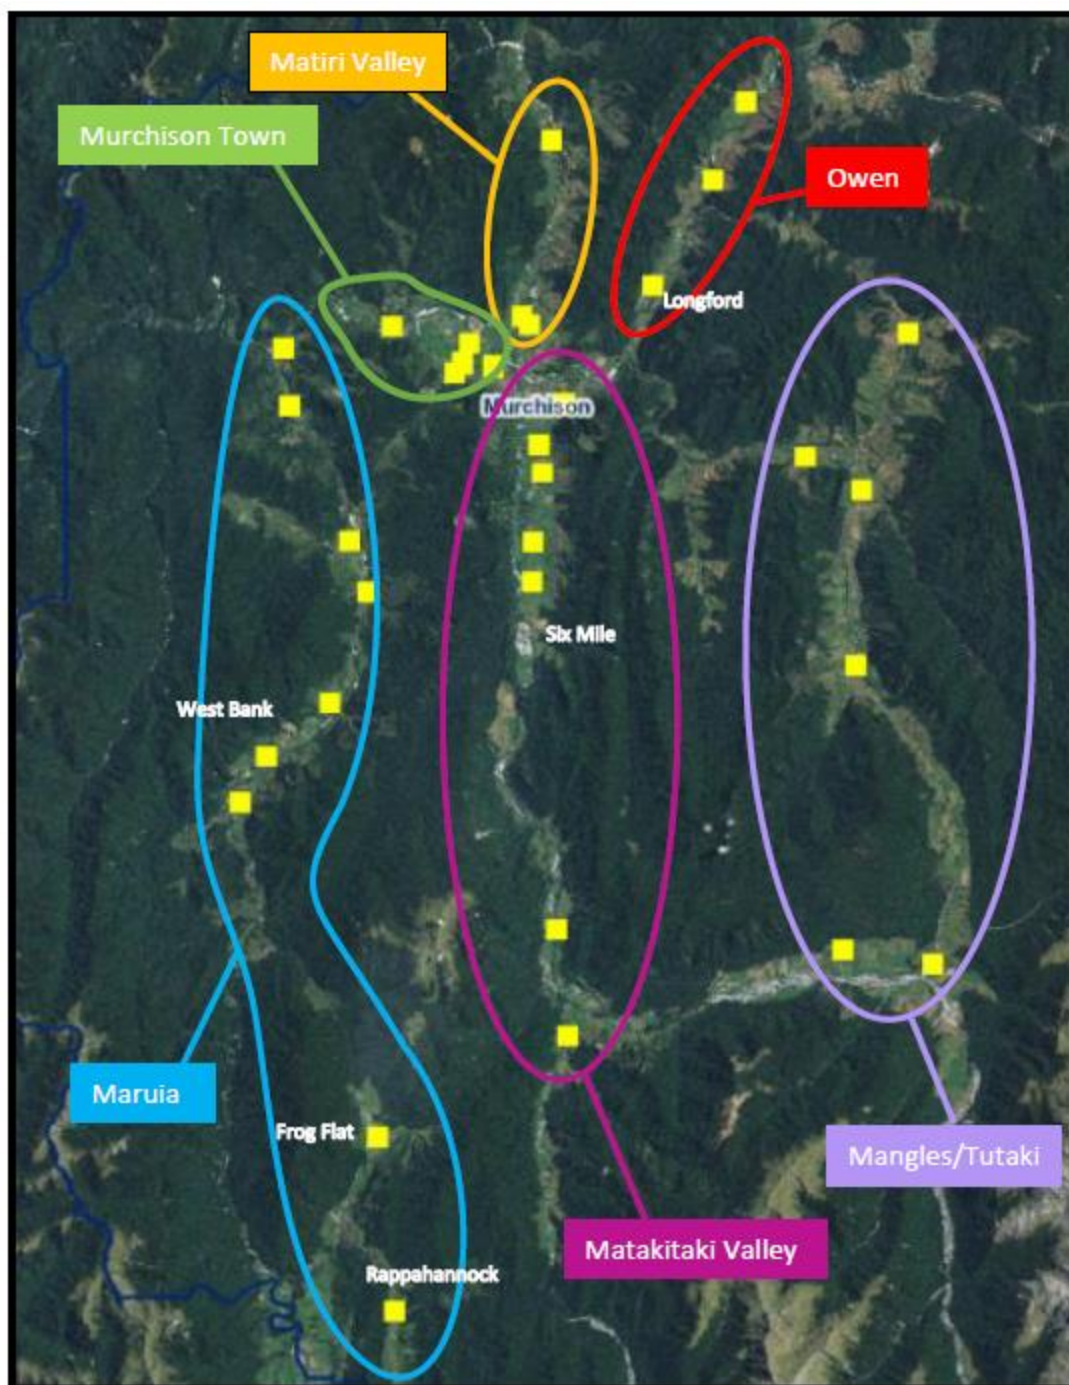 Matiri Valley
Murchison Town
Owen
Longford
Murchison
Six Mile
West Bank
Maruia
Frog Flat
Mangles/Tutaki
Matakitaki Valley
Rappahannock